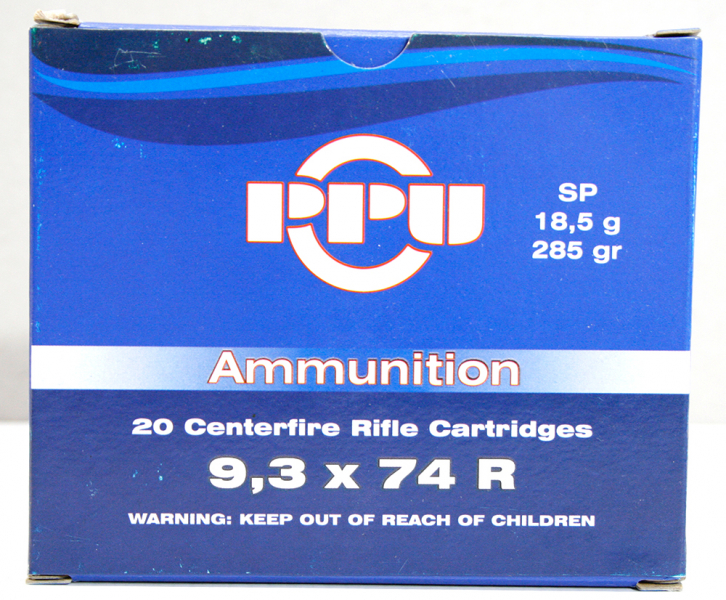 PPU
SP
18,5 g
285 gr
Ammunition
20 Centerfire Rifle Cartridges
9,3 x 74 R
WARNING: KEEP OUT OF REACH OF CHILDREN